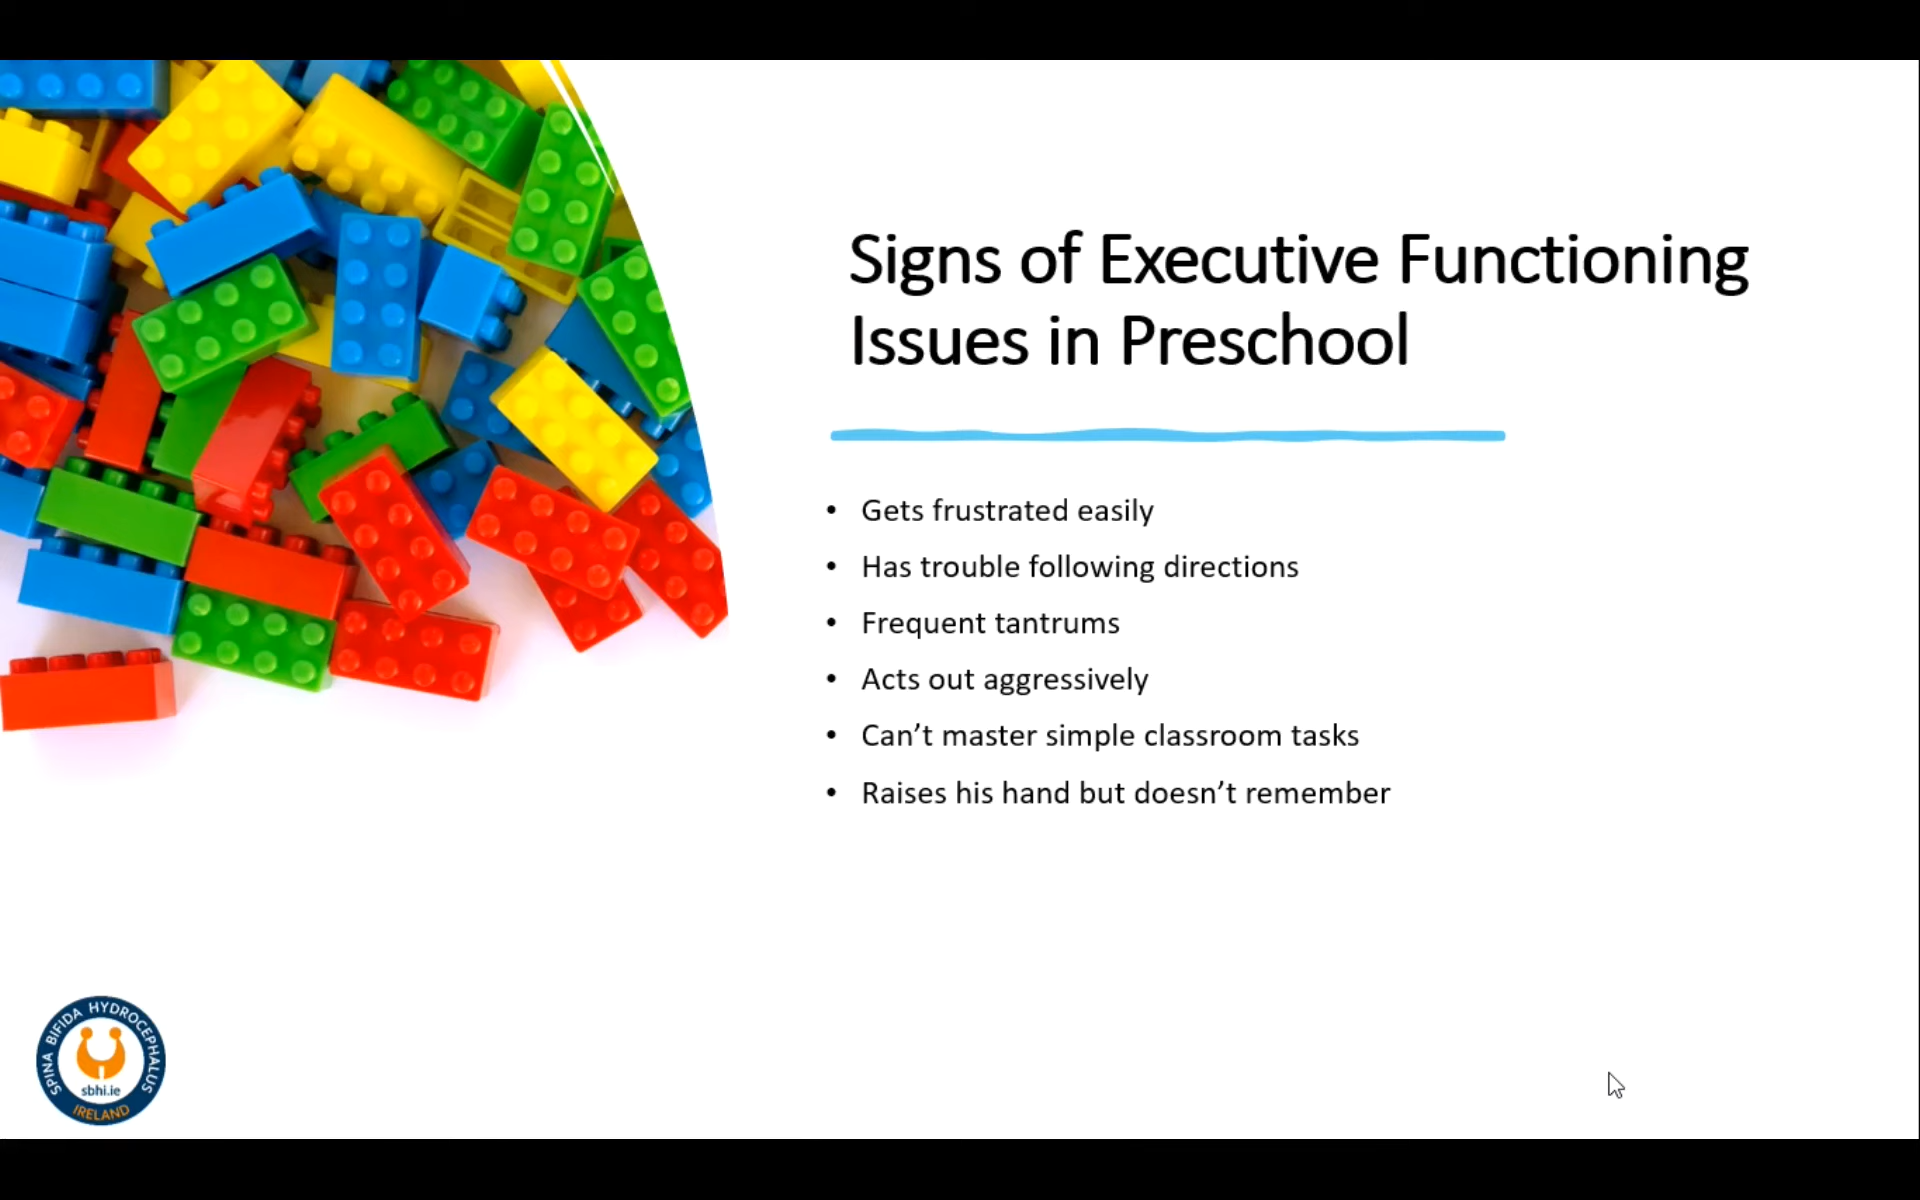 Signs of Executive Functioning
Issues in Preschool
• Gets frustrated easily
• Has trouble following directions
• Frequent tantrums
• Acts out aggressively
• Can’t master simple classroom tasks
• Raises his hand but doesn’t remember
SPINA BIFIDA HYDROCEPHALUS
sbhi.ie
IRELAND